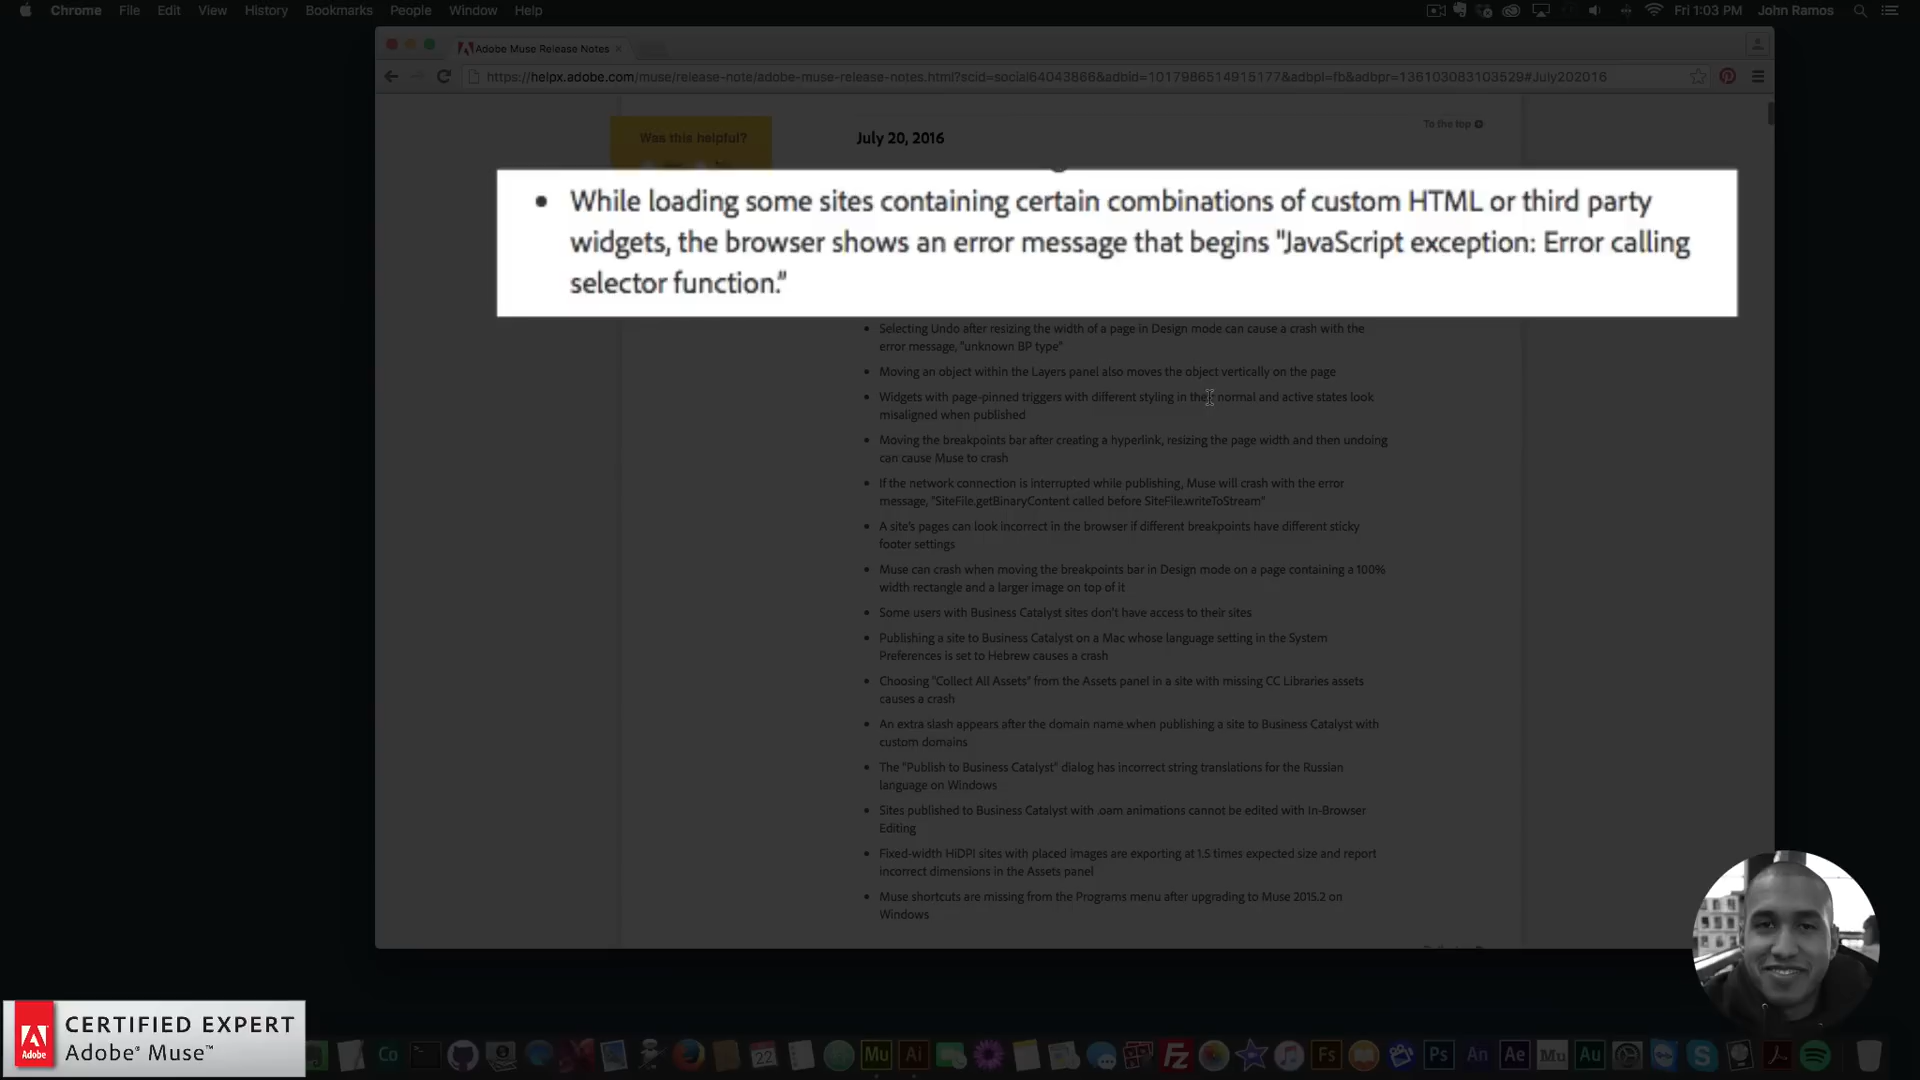 Chrome File Edit View History Bookmarks People Window Help Fri 1:03 PM John Ramos
Adobe Muse Release Notes
https://helpx.adobe.com/muse/release-note/adobe-muse-release-notes.html?scid=social64043866&adbid=1017986514915177&adbpl=fb&adbpr=136103083103529#July202016
Was this helpful?
July 20, 2016
To the top
• While loading some sites containing certain combinations of custom HTML or third party
widgets, the browser shows an error message that begins "JavaScript exception: Error calling
selector function."
• Selecting Undo after resizing the width of a page in Design mode can cause a crash with the
error message, "unknown BP type"
• Moving an object within the Layers panel also moves the object vertically on the page
• Widgets with page-pinned triggers with different styling in their normal and active states look
misaligned when published
• Moving the breakpoints bar after creating a hyperlink, resizing the page width and then undoing
can cause Muse to crash
• If the network connection is interrupted while publishing, Muse will crash with the error
message, "SiteFile.getBinaryContent called before SiteFile.writeToStream"
• A site's pages can look incorrect in the browser if different breakpoints have different sticky
footer settings
• Muse can crash when moving the breakpoints bar in Design mode on a page containing a 100%
width rectangle and a larger image on top of it
• Some users with Business Catalyst sites don't have access to their sites
• Publishing a site to Business Catalyst on a Mac whose language setting in the System
Preferences is set to Hebrew causes a crash
• Choosing "Collect All Assets" from the Assets panel in a site with missing CC Libraries assets
causes a crash
• An extra slash appears after the domain name when publishing a site to Business Catalyst with
custom domains
• The "Publish to Business Catalyst" dialog has incorrect string translations for the Russian
language on Windows
• Sites published to Business Catalyst with .oam animations cannot be edited with In-Browser
Editing
• Fixed-width HiDPI sites with placed images are exporting at 1.5 times expected size and report
incorrect dimensions in the Assets panel
• Muse shortcuts are missing from the Programs menu after upgrading to Muse 2015.2 on
Windows
Adobe
CERTIFIED EXPERT
Adobe® Muse™
Co 22 Mu Ai Fz Fs Ps An Ae Mu Au